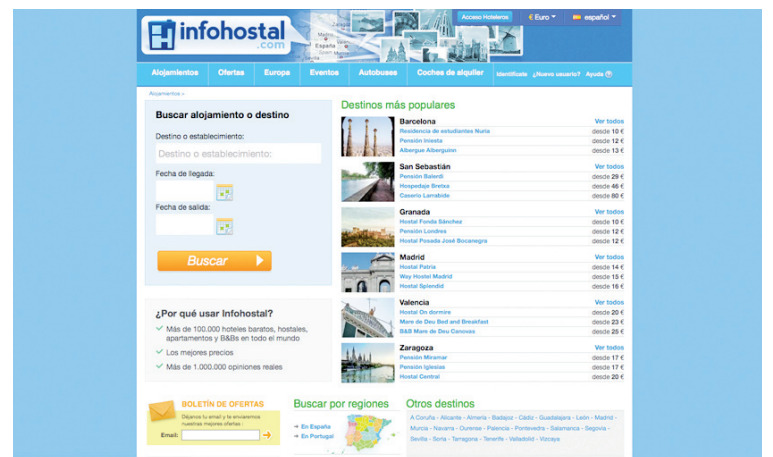 infohostal
.com
Acceso Hoteleros
€ Euro
español
Alojamientos
Ofertas
Europa
Eventos
Autobuses
Coches de alquiler
Identifícate
¿Nuevo usuario?
Ayuda
Alojamientos »
Buscar alojamiento o destino
Destino o establecimiento:
Destino o establecimiento:
Fecha de llegada:
Fecha de salida:
Buscar
¿Por qué usar Infohostal?
Más de 100.000 hoteles baratos, hostales,
apartamentos y B&Bs en todo el mundo
Los mejores precios
Más de 1.000.000 opiniones reales
Destinos más populares
Barcelona Ver todos
Residencia de estudiantes Nuria desde 10 €
Pensión Iniesta desde 12 €
Albergue Alberguinn desde 13 €
San Sebastián Ver todos
Pensión Balerdi desde 29 €
Hospedaje Bretxa desde 46 €
Caserío Larrabide desde 80 €
Granada Ver todos
Hostal Fonda Sánchez desde 10 €
Pensión Londres desde 12 €
Hostal Posada José Bocanegra desde 12 €
Madrid Ver todos
Hostal Patria desde 14 €
Way Hostel Madrid desde 15 €
Hostal Splendid desde 16 €
Valencia Ver todos
Hostal On dormire desde 20 €
Mare de Deu Bed and Breakfast desde 23 €
B&B Mare de Deu Canovas desde 28 €
Zaragoza Ver todos
Pensión Miramar desde 17 €
Pensión Iglesias desde 17 €
Hostal Central desde 20 €
BOLETÍN DE OFERTAS
Déjanos tu email y te enviaremos
nuestras mejores ofertas :
Email:
Buscar por regiones
En España
En Portugal
Otros destinos
A Coruña - Alicante - Almería - Badajoz - Cádiz - Guadalajara - León - Madrid -
Murcia - Navarra - Ourense - Palencia - Pontevedra - Salamanca - Segovia -
Sevilla - Soria - Tarragona - Tenerife - Valladolid - Vizcaya